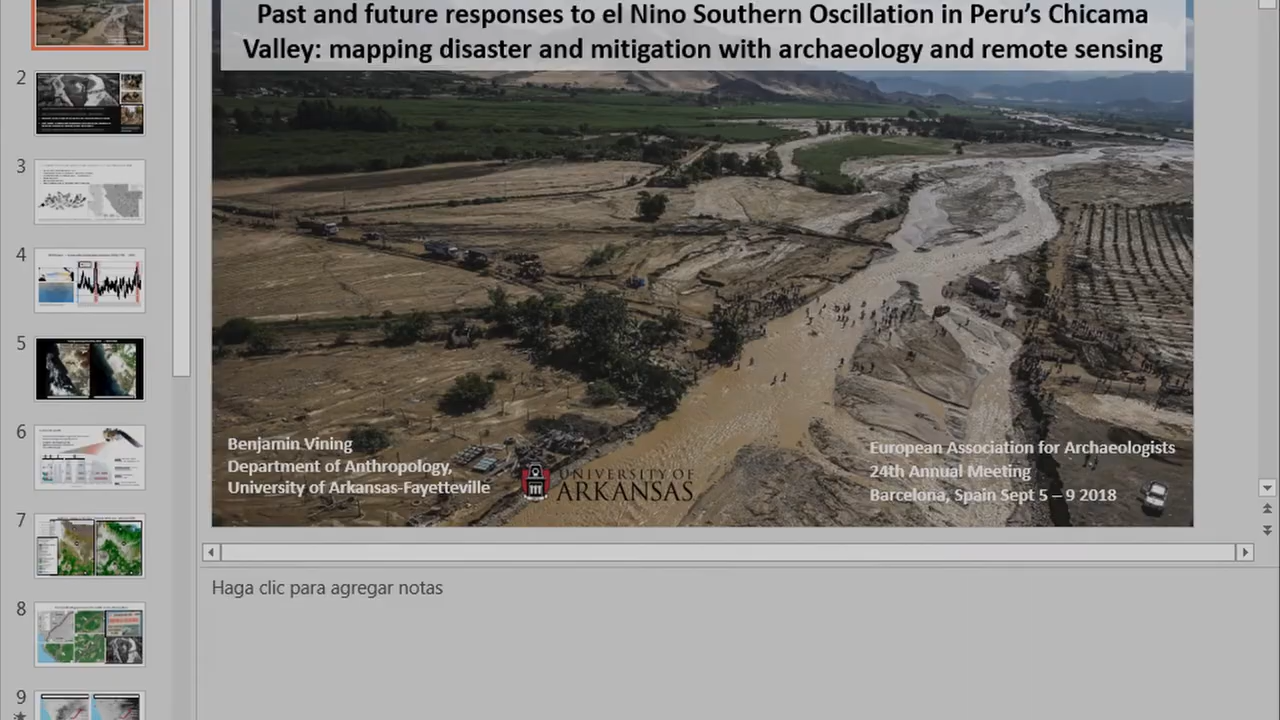 Past and future responses to el Nino Southern Oscillation in Peru's Chicama
Valley: mapping disaster and mitigation with archaeology and remote sensing
Benjamin Vining
Department of Anthropology,
University of Arkansas-Fayetteville
UNIVERSITY OF
ARKANSAS
European Association for Archaeologists
24th Annual Meeting
Barcelona, Spain Sept 5 – 9 2018
2
3
4
5
6
7
8
9
Haga clic para agregar notas